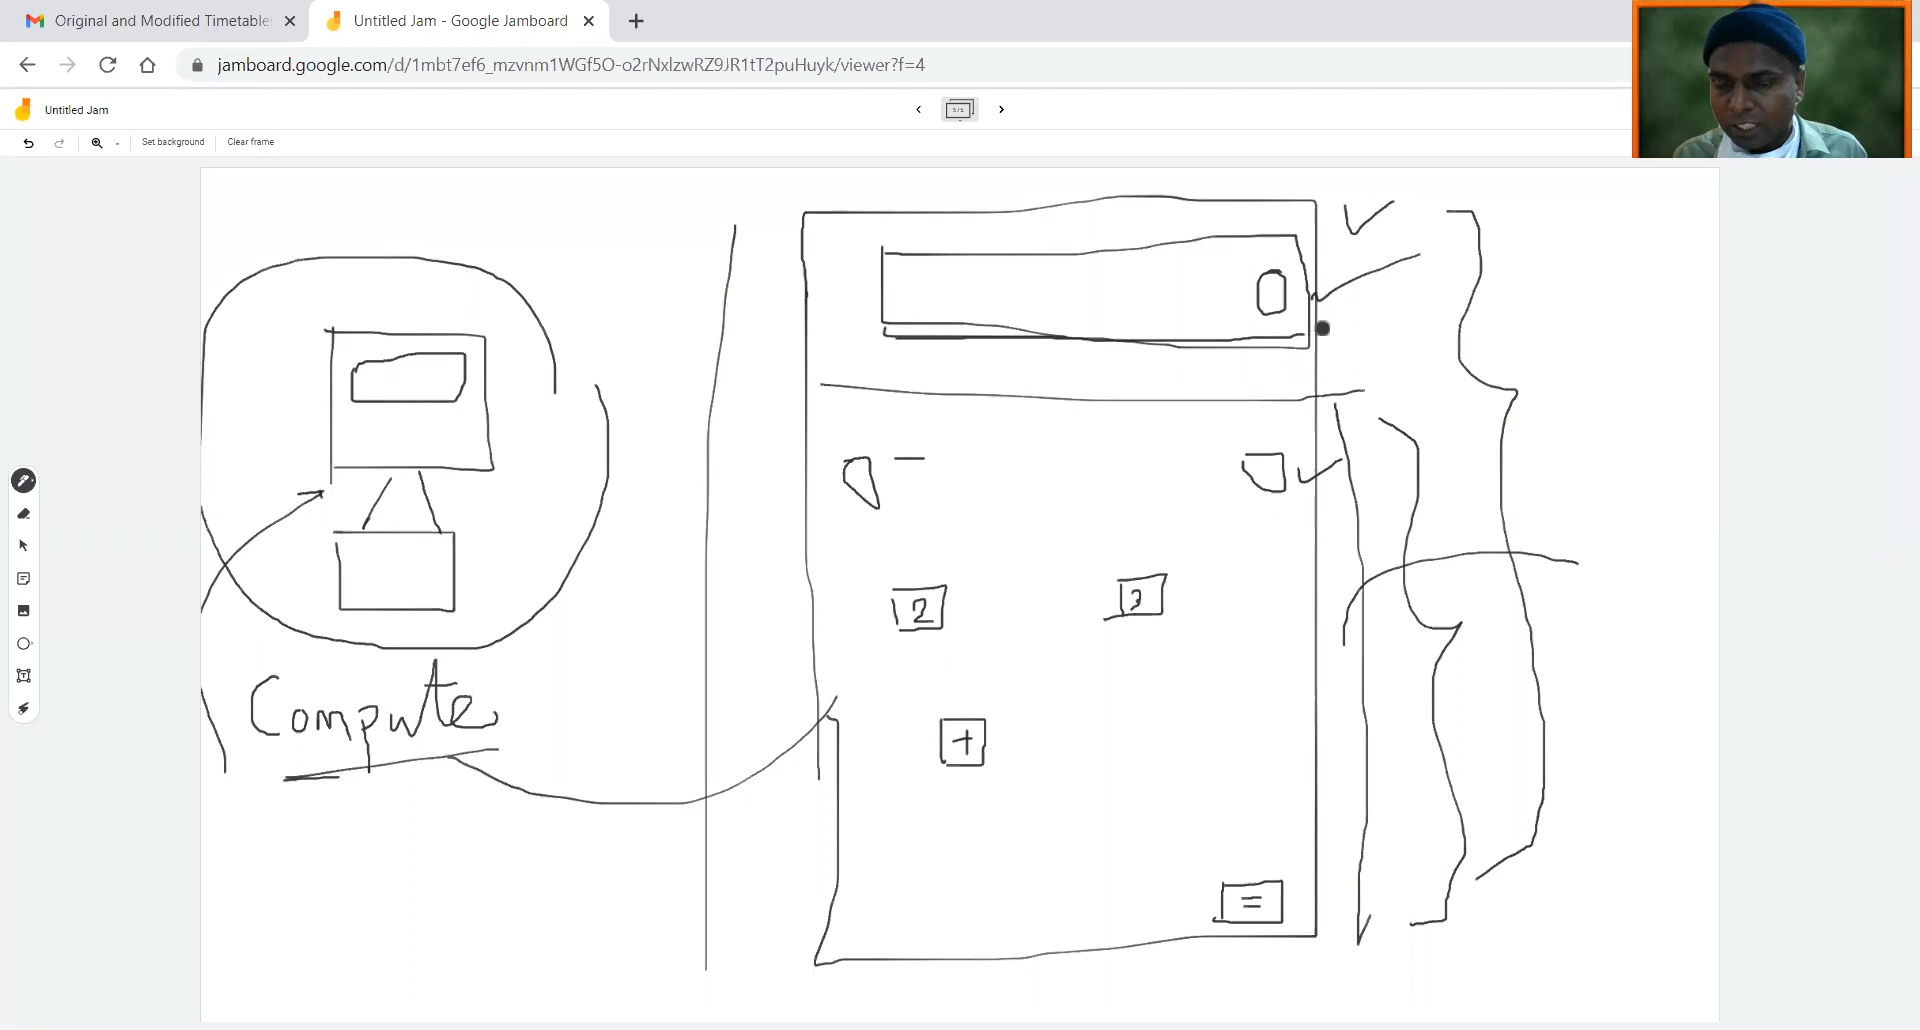 Original and Modified Timetable
Untitled Jam - Google Jamboard
jamboard.google.com/d/1mbt7ef6_mzvnm1WGf5O-o2rNxlzwRZ9JR1tT2puHuyk/viewer?f=4
Untitled Jam
Set background
Clear frame
2
+
=
Compute